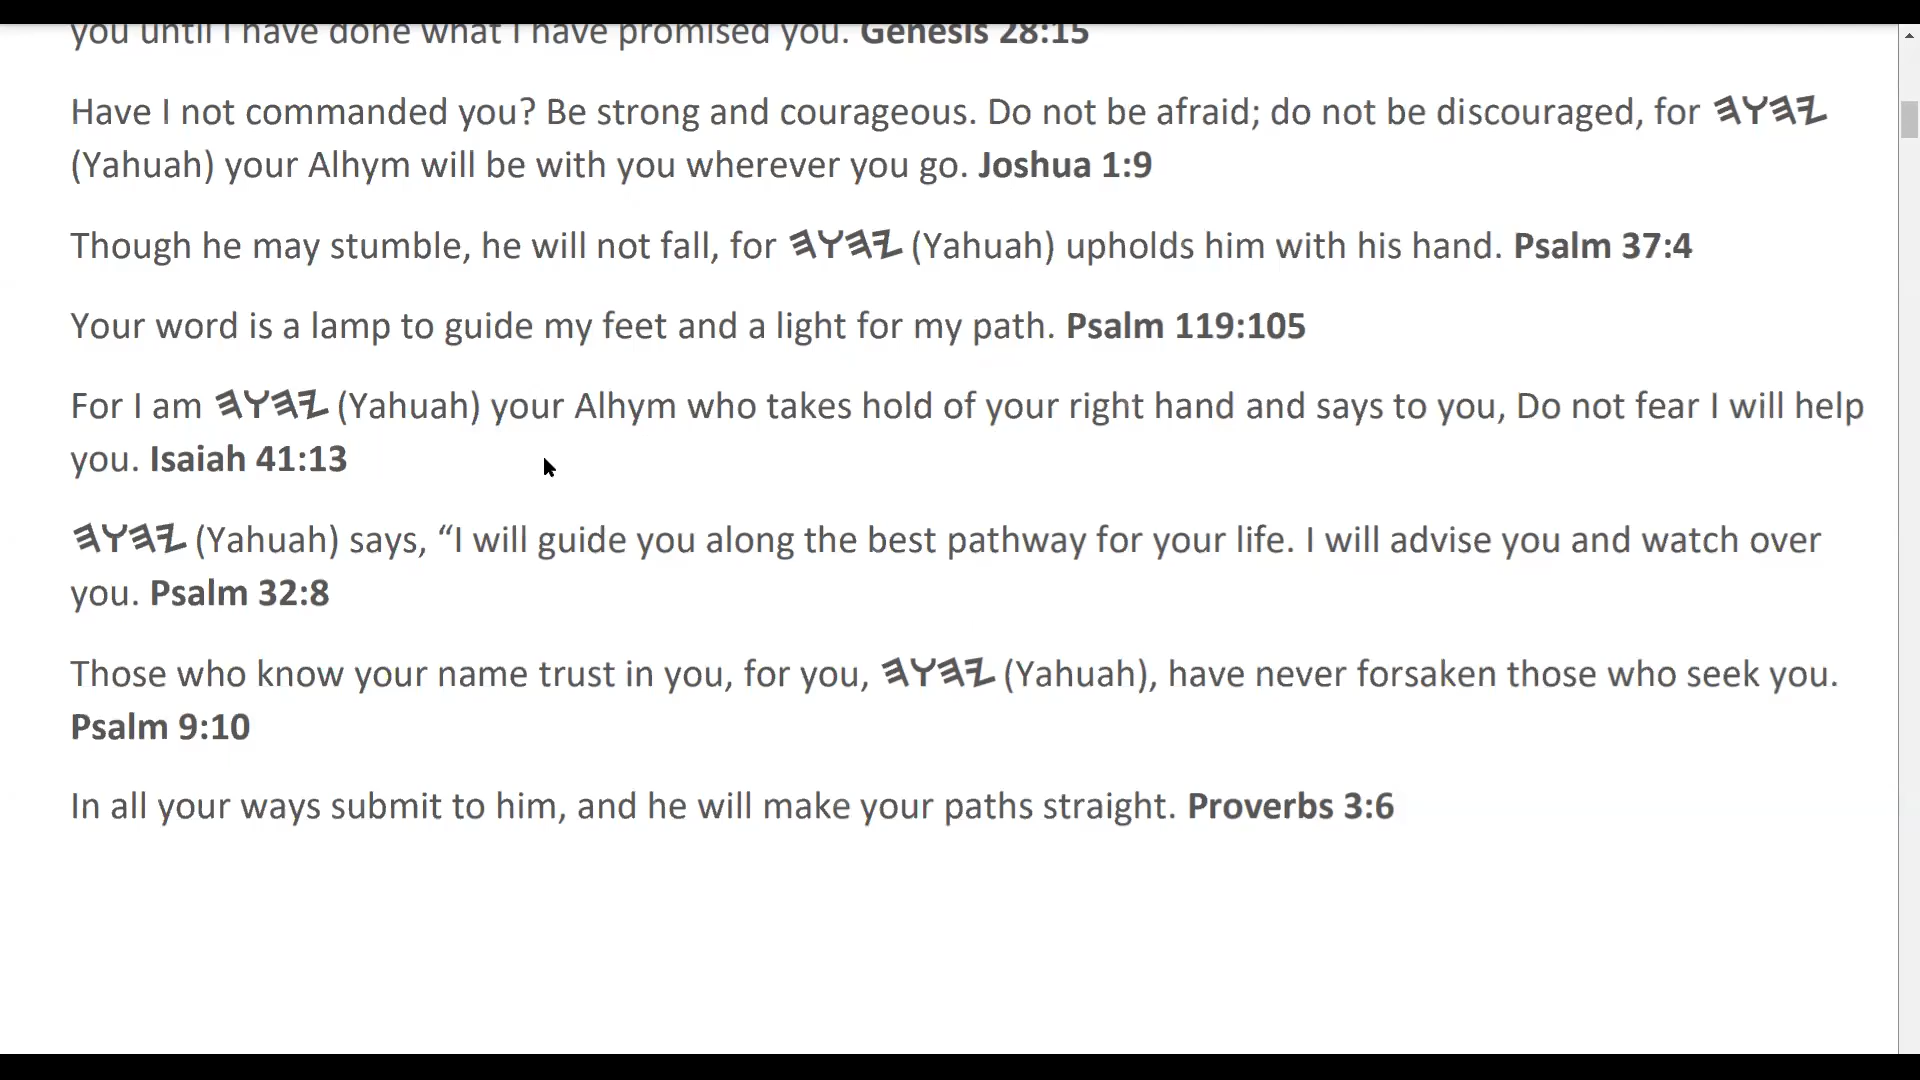 you until I have done what I have promised you. Genesis 28:15
Have I not commanded you? Be strong and courageous. Do not be afraid; do not be discouraged, for 𐤉𐤄𐤅𐤄
(Yahuah) your Alhym will be with you wherever you go. Joshua 1:9
Though he may stumble, he will not fall, for 𐤉𐤄𐤅𐤄 (Yahuah) upholds him with his hand. Psalm 37:4
Your word is a lamp to guide my feet and a light for my path. Psalm 119:105
For I am 𐤉𐤄𐤅𐤄 (Yahuah) your Alhym who takes hold of your right hand and says to you, Do not fear I will help
you. Isaiah 41:13
𐤉𐤄𐤅𐤄 (Yahuah) says, “I will guide you along the best pathway for your life. I will advise you and watch over
you. Psalm 32:8
Those who know your name trust in you, for you, 𐤉𐤄𐤅𐤄 (Yahuah), have never forsaken those who seek you.
Psalm 9:10
In all your ways submit to him, and he will make your paths straight. Proverbs 3:6